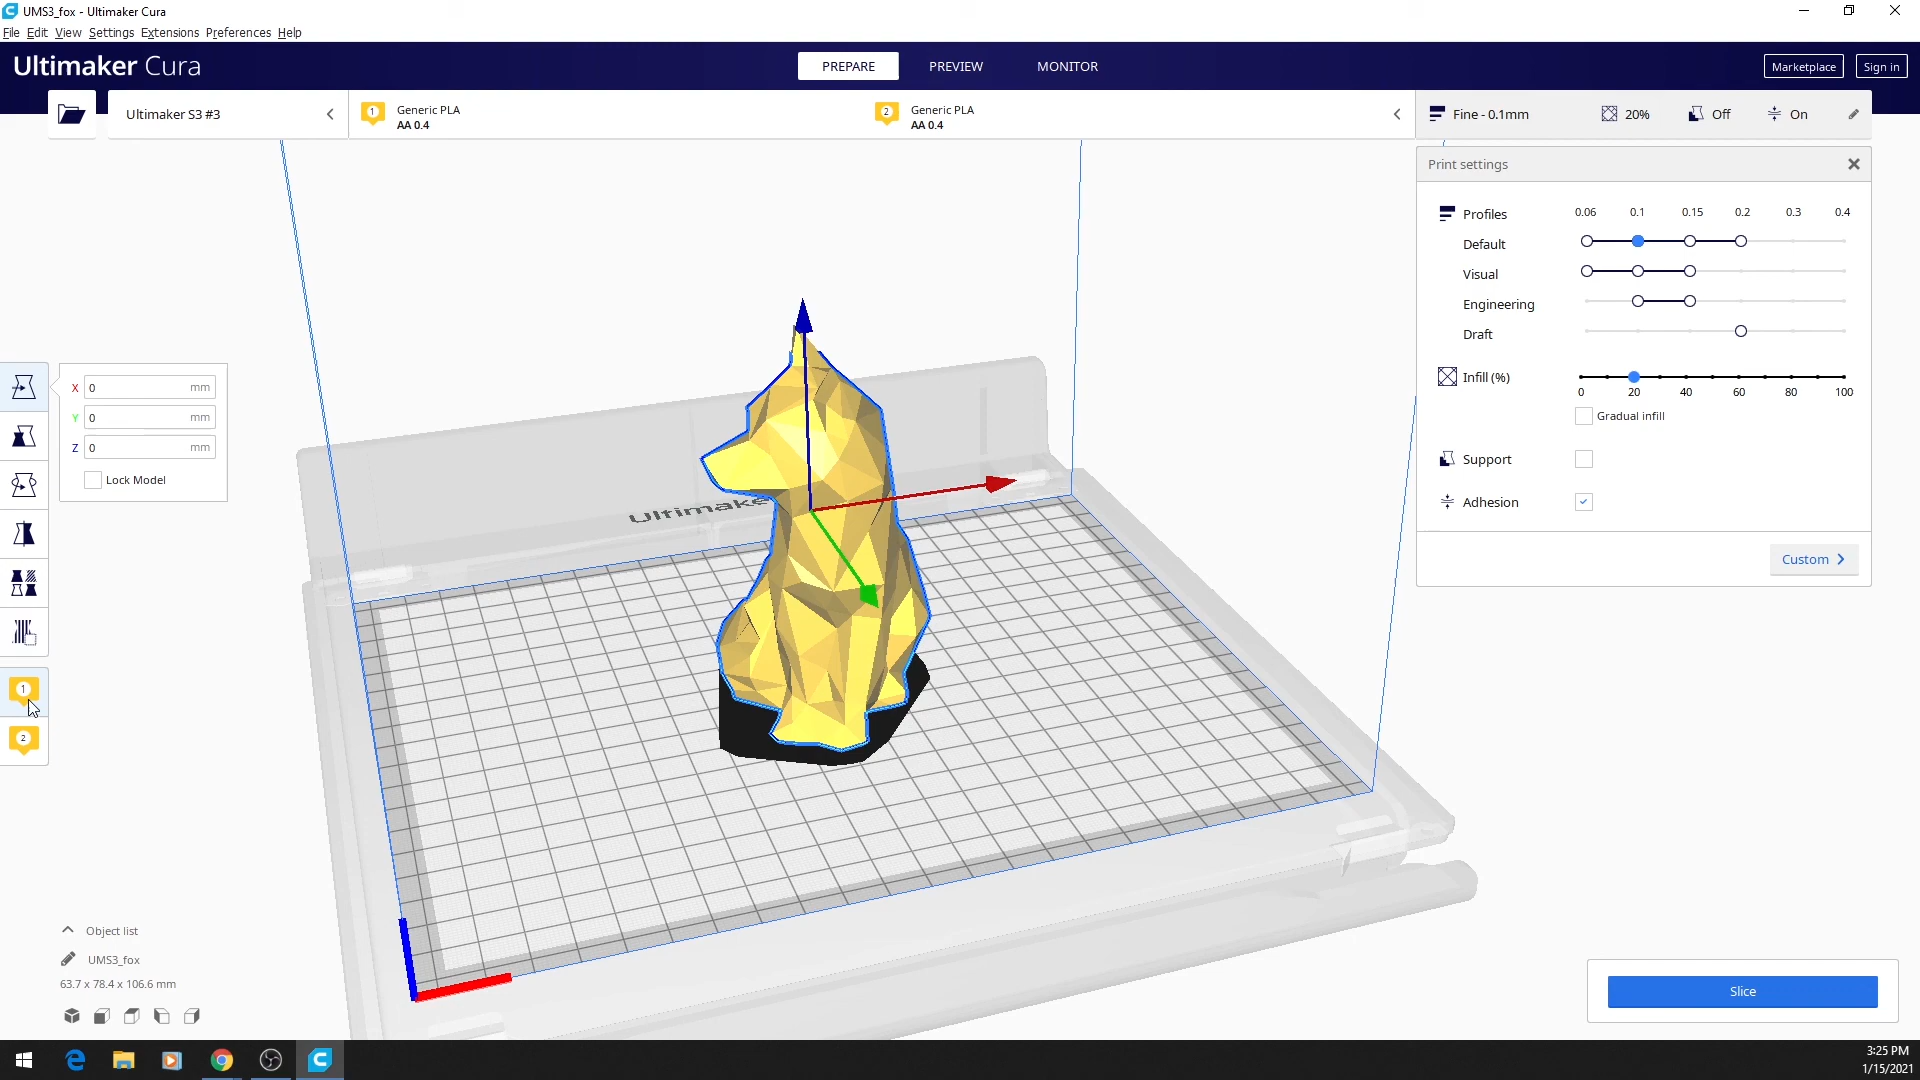 UMS3_fox - Ultimaker Cura
File Edit View Settings Extensions Preferences Help
Ultimaker Cura
PREPARE PREVIEW MONITOR
Marketplace Sign in
Ultimaker S3 #3
1 Generic PLA
AA 0.4
2 Generic PLA
AA 0.4
Fine - 0.1mm 20% Off On
Print settings
Profiles 0.06 0.1 0.15 0.2 0.3 0.4
Default
Visual
Engineering
Draft
Infill (%)
0 20 40 60 80 100
Gradual infill
Support
Adhesion
Custom
X 0 mm
Y 0 mm
Z 0 mm
Lock Model
Ultimake
1
2
Object list
UMS3_fox
63.7 x 78.4 x 106.6 mm
Slice
3:25 PM
1/15/2021